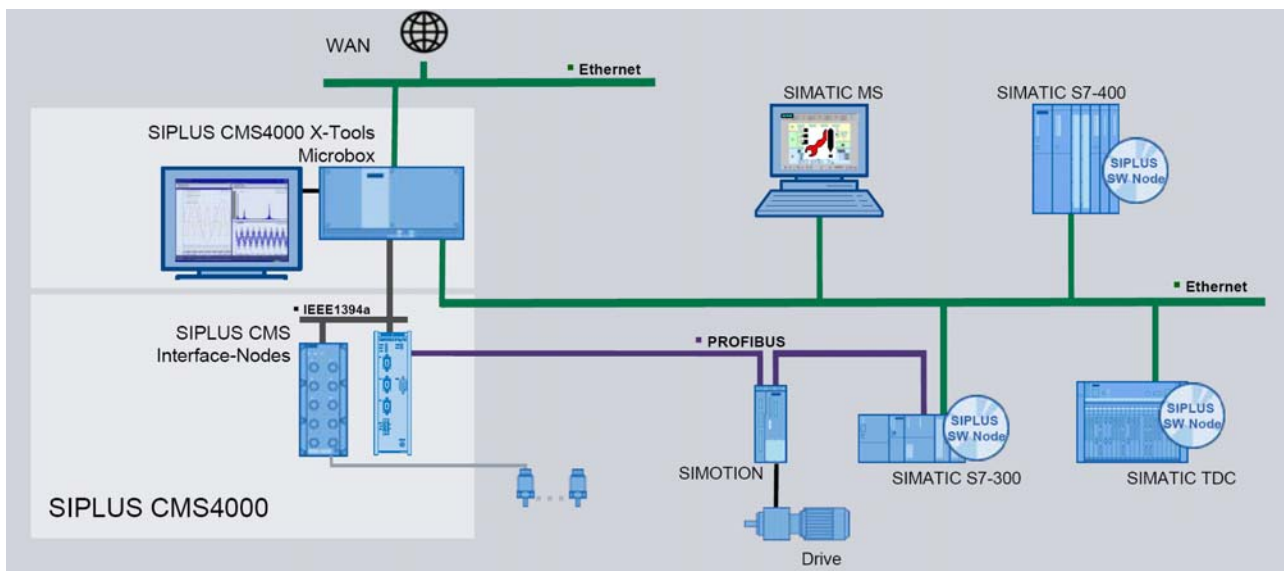 WAN
Ethernet
SIMATIC MS
SIMATIC S7-400
SIPLUS CMS4000 X-Tools
Microbox
SIPLUS
SW Node
Ethernet
IEEE1394a
SIPLUS CMS
Interface-Nodes
PROFIBUS
SIPLUS
SW Node
SIPLUS
SW Node
SIMOTION
SIMATIC S7-300
SIMATIC TDC
SIPLUS CMS4000
Drive